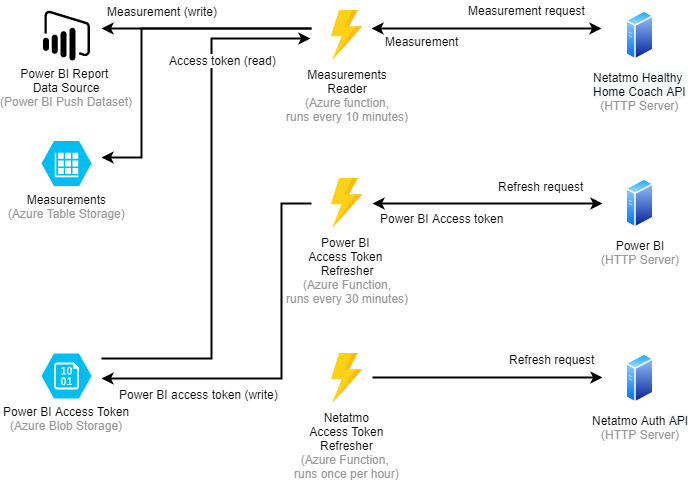 Measurement (write)
Measurement request
Access token (read)
Measurement
Power BI Report
Data Source
(Power BI Push Dataset)
Measurements
Reader
(Azure function,
runs every 10 minutes)
Netatmo Healthy
Home Coach API
(HTTP Server)
Measurements
(Azure Table Storage)
Refresh request
Power BI Access token
Power BI
Access Token
Refresher
(Azure Function,
runs every 30 minutes)
Power BI
(HTTP Server)
Refresh request
10
01
Power BI access token (write)
Power BI Access Token
(Azure Blob Storage)
Netatmo
Access Token
Refresher
(Azure Function,
runs once per hour)
Netatmo Auth API
(HTTP Server)